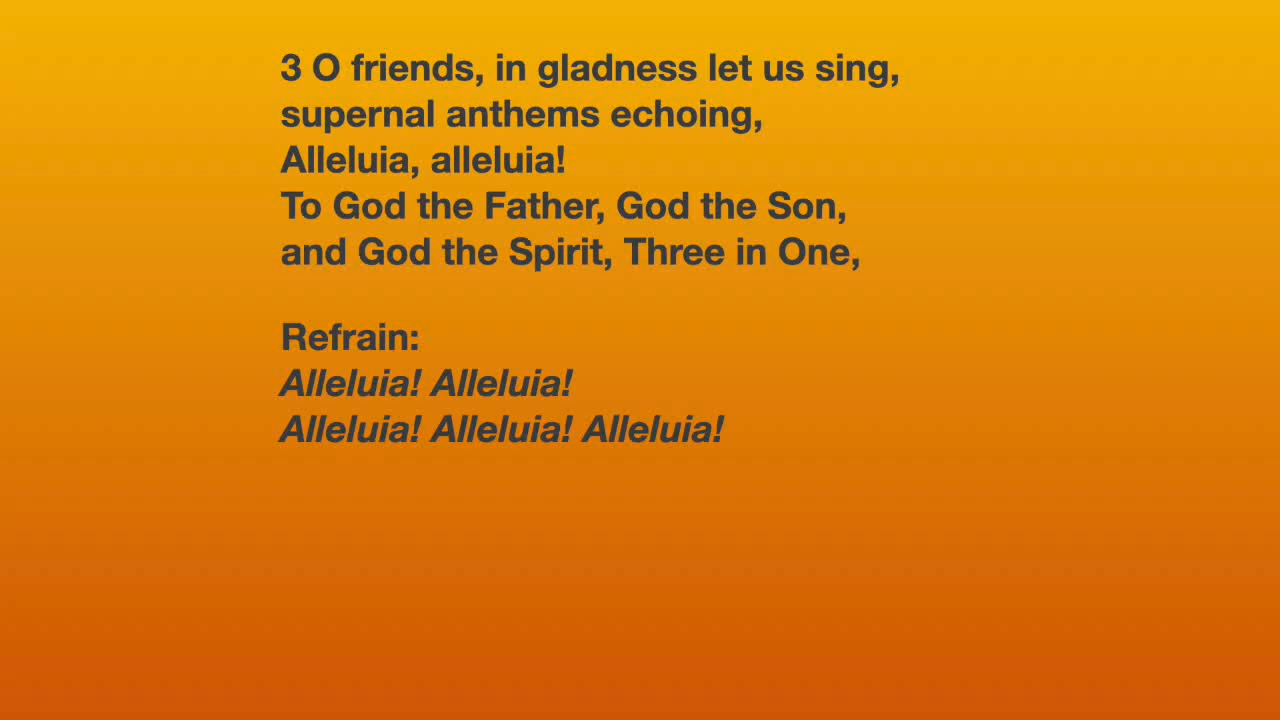 3 O friends, in gladness let us sing,
supernal anthems echoing,
Alleluia, alleluia!
To God the Father, God the Son,
and God the Spirit, Three in One,
Refrain:
Alleluia! Alleluia!
Alleluia! Alleluia! Alleluia!